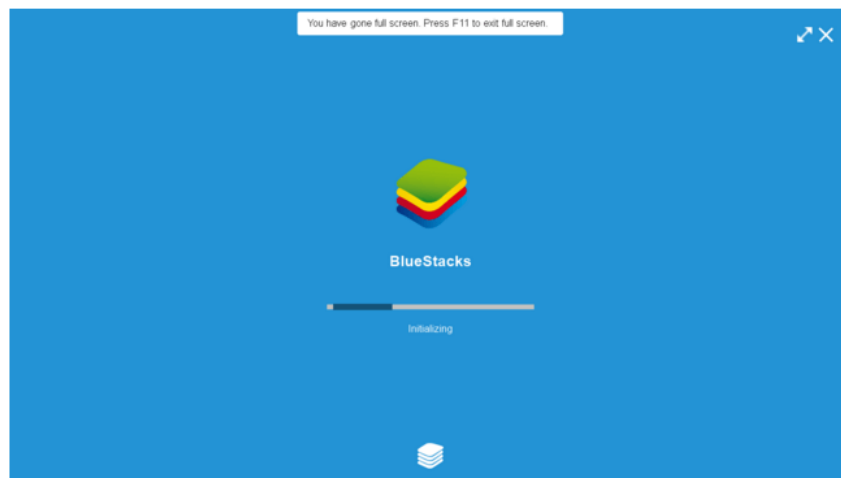 You have gone full screen. Press F11 to exit full screen.
BlueStacks
Initializing